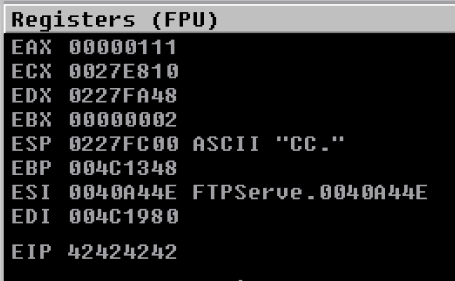 Registers (FPU)
EAX 00000111
ECX 0027E810
EDX 0227FA48
EBX 00000002
ESP 0227FC00 ASCII "CC."
EBP 004C1348
ESI 0040A44E FTPServe.0040A44E
EDI 004C1980
EIP 42424242